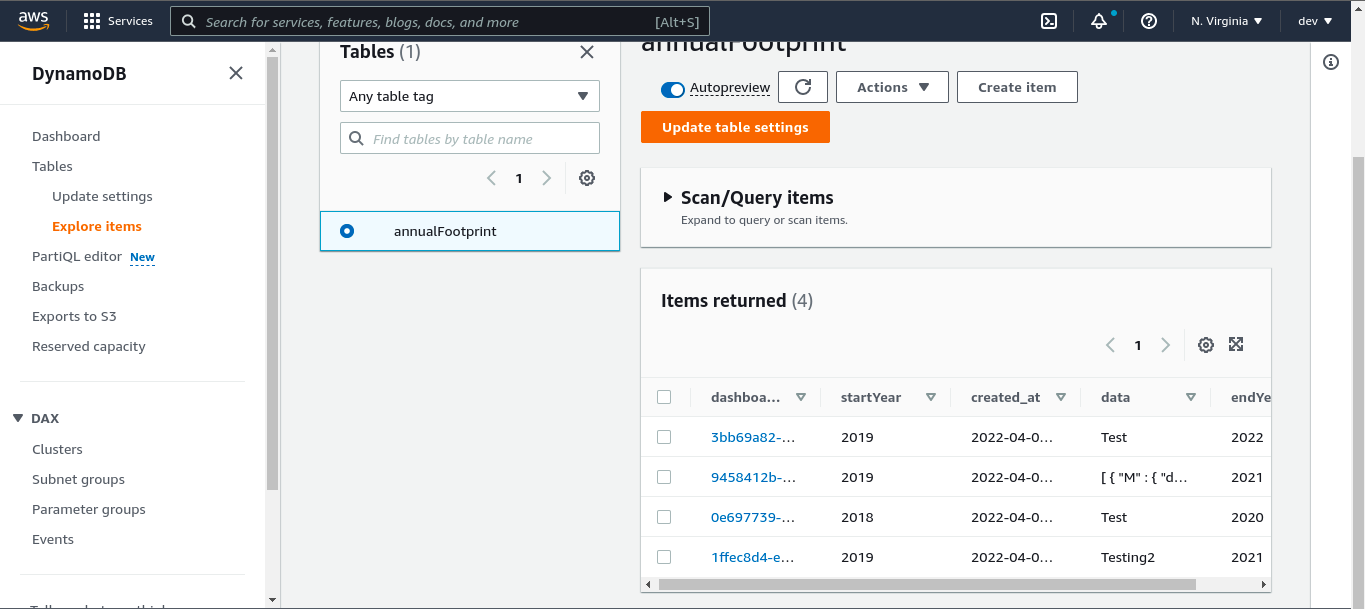 aws
Services
Search for services, features, blogs, docs, and more
[Alt+S]
N. Virginia
dev
DynamoDB
Dashboard
Tables
Update settings
Explore items
PartiQL editor New
Backups
Exports to S3
Reserved capacity
DAX
Clusters
Subnet groups
Parameter groups
Events
Tables (1)
Any table tag
Find tables by table name
1
annualFootprint
annualFootprint
Autopreview
Actions
Create item
Update table settings
Scan/Query items
Expand to query or scan items.
Items returned (4)
1
dashboa... startYear created_at data endYe
3bb69a82-... 2019 2022-04-0... Test 2022
9458412b-... 2019 2022-04-0... [ { "M" : { "d... 2021
0e697739-... 2018 2022-04-0... Test 2020
1ffec8d4-e... 2019 2022-04-0... Testing2 2021